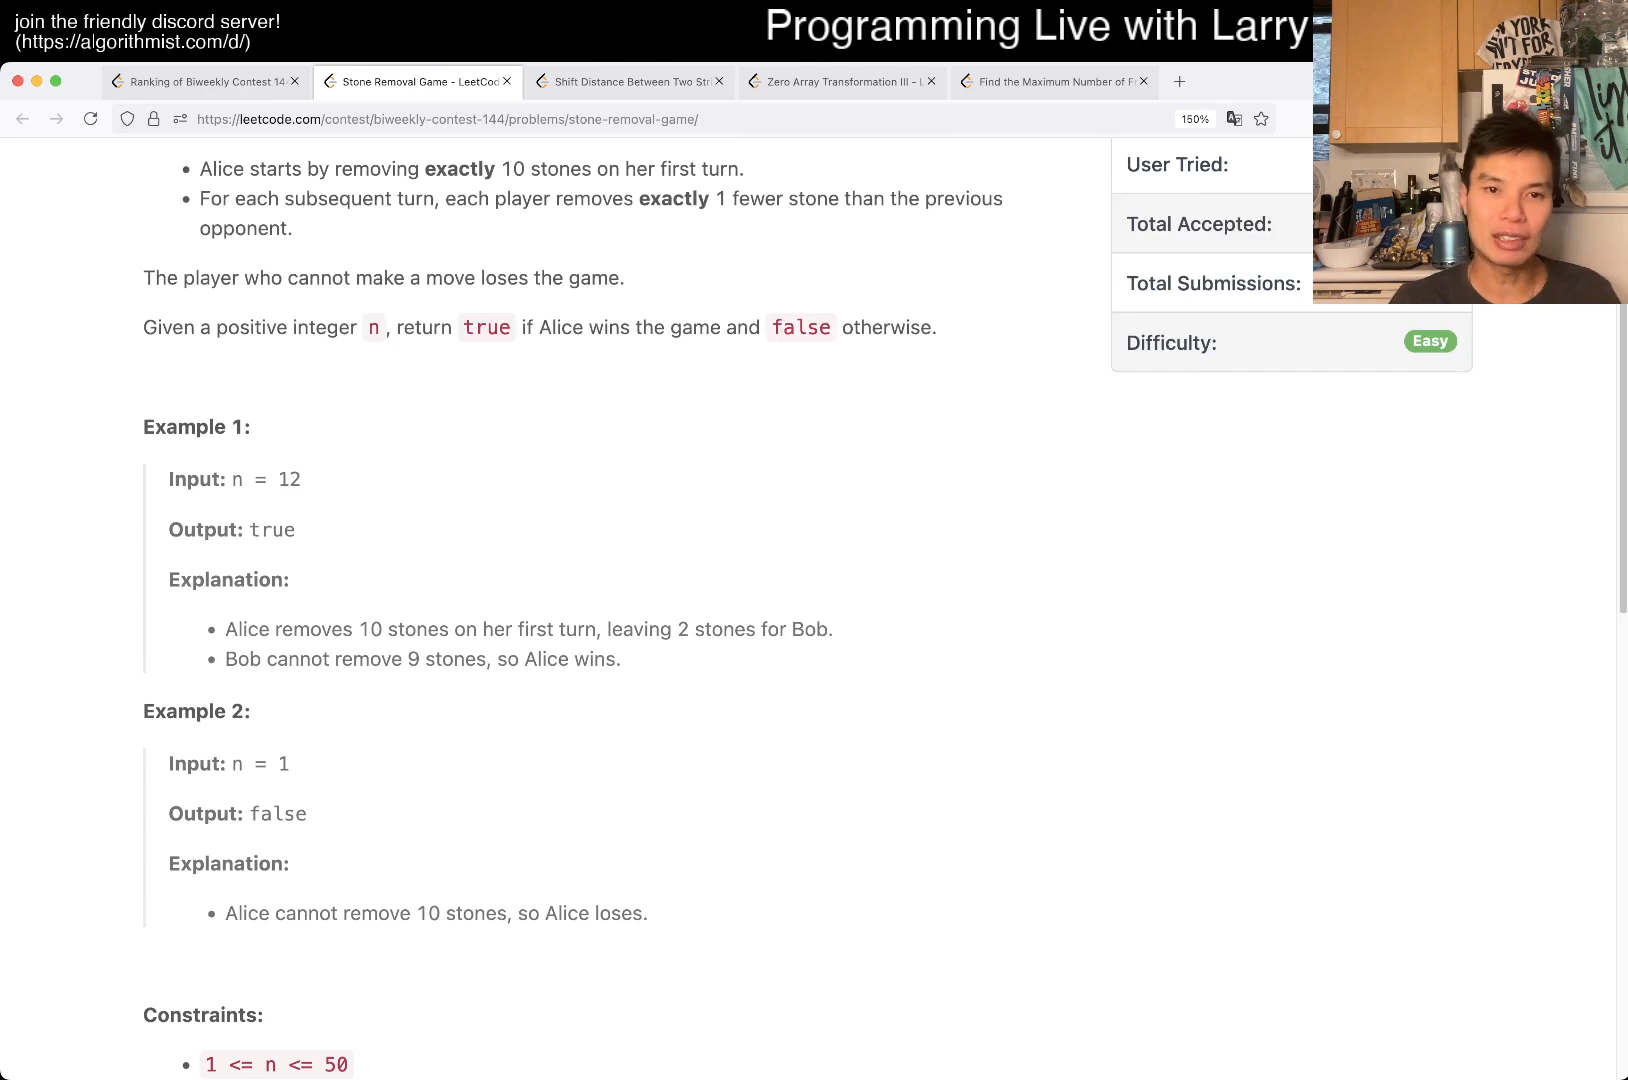 join the friendly discord server!
(https://algorithmist.com/d/)
Programming Live with Larry
Ranking of Biweekly Contest 14
Stone Removal Game - LeetCod
Shift Distance Between Two Stri
Zero Array Transformation III - L
Find the Maximum Number of F
https://leetcode.com/contest/biweekly-contest-144/problems/stone-removal-game/
150%
Alice starts by removing exactly 10 stones on her first turn.
For each subsequent turn, each player removes exactly 1 fewer stone than the previous
opponent.
The player who cannot make a move loses the game.
Given a positive integer n, return true if Alice wins the game and false otherwise.
User Tried:
Total Accepted:
Total Submissions:
Difficulty:
Easy
Example 1:
Input: n = 12
Output: true
Explanation:
Alice removes 10 stones on her first turn, leaving 2 stones for Bob.
Bob cannot remove 9 stones, so Alice wins.
Example 2:
Input: n = 1
Output: false
Explanation:
Alice cannot remove 10 stones, so Alice loses.
Constraints:
1 <= n <= 50